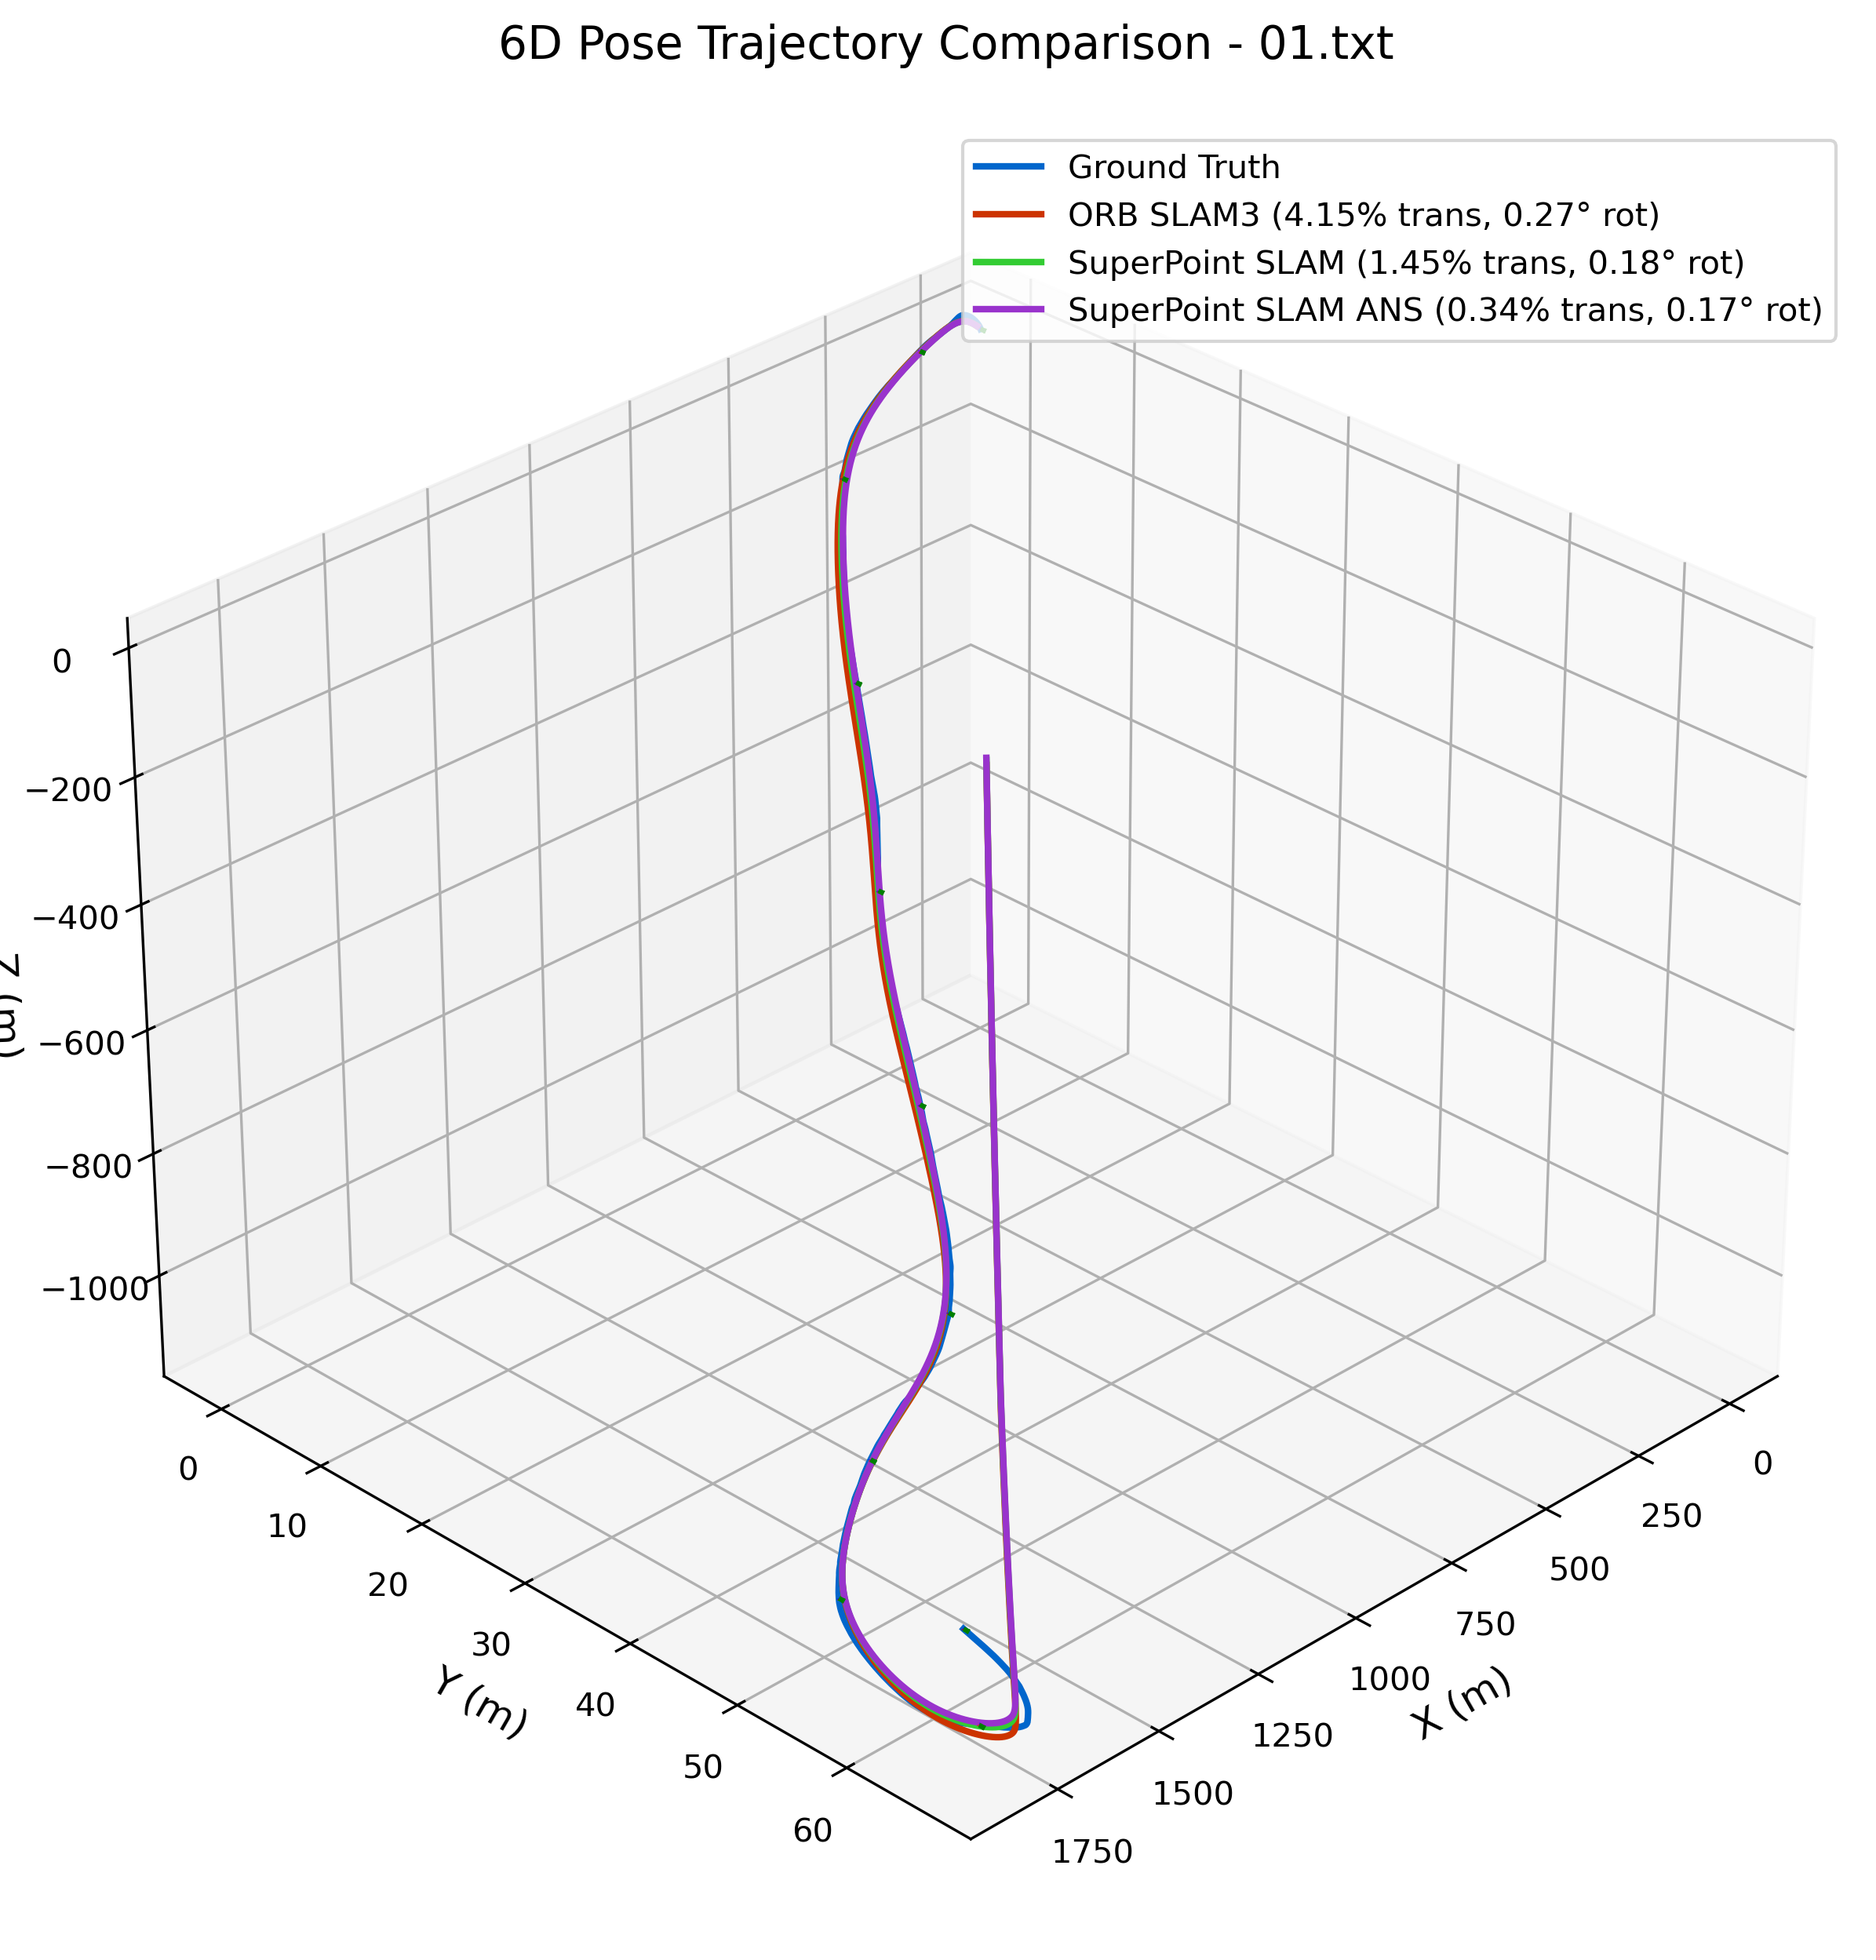 6D Pose Trajectory Comparison - 01.txt
Ground Truth
ORB SLAM3 (4.15% trans, 0.27° rot)
SuperPoint SLAM (1.45% trans, 0.18° rot)
SuperPoint SLAM ANS (0.34% trans, 0.17° rot)
0
−200
−400
−600
−800
−1000
Z (m)
0
10
20
30
40
50
60
Y (m)
0
250
500
750
1000
1250
1500
1750
X (m)